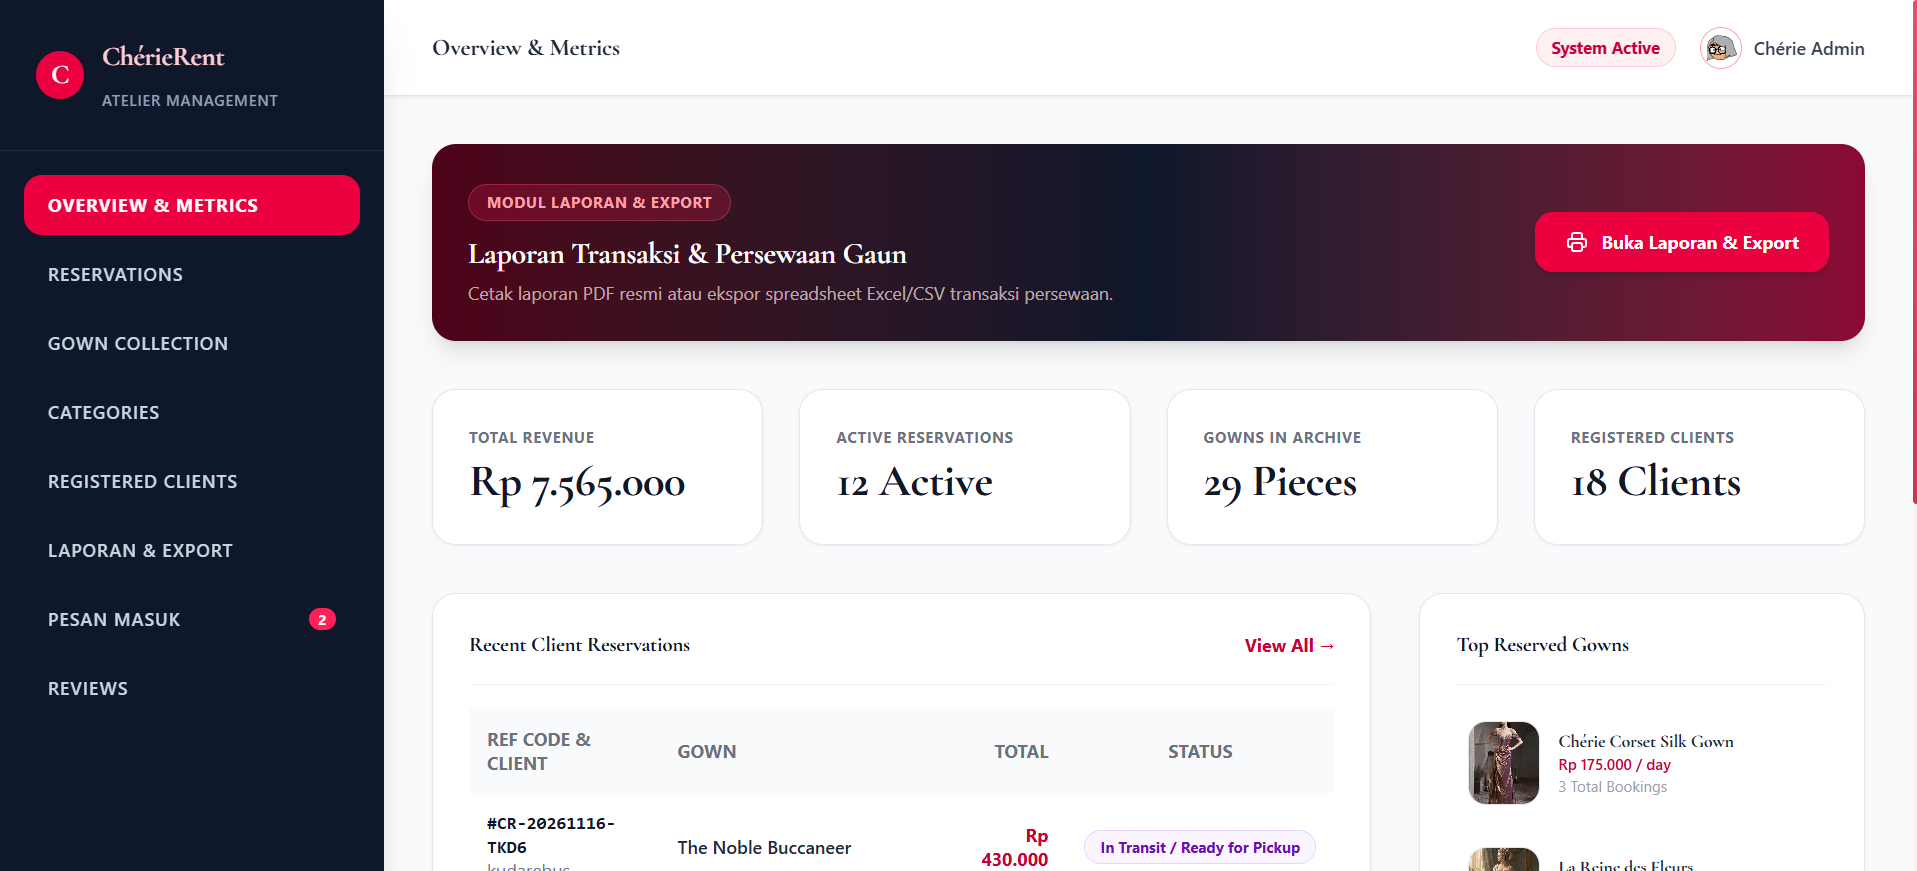 C
ChérieRent
ATELIER MANAGEMENT
OVERVIEW & METRICS
RESERVATIONS
GOWN COLLECTION
CATEGORIES
REGISTERED CLIENTS
LAPORAN & EXPORT
PESAN MASUK
2
REVIEWS
Overview & Metrics
System Active
Chérie Admin
MODUL LAPORAN & EXPORT
Laporan Transaksi & Persewaan Gaun
Cetak laporan PDF resmi atau ekspor spreadsheet Excel/CSV transaksi persewaan.
Buka Laporan & Export
TOTAL REVENUE
Rp 7.565.000
ACTIVE RESERVATIONS
12 Active
GOWNS IN ARCHIVE
29 Pieces
REGISTERED CLIENTS
18 Clients
Recent Client Reservations
View All →
REF CODE &
CLIENT
GOWN
TOTAL
STATUS
#CR-20261116-
TKD6
kudarebus
The Noble Buccaneer
Rp
430.000
In Transit / Ready for Pickup
Top Reserved Gowns
Chérie Corset Silk Gown
Rp 175.000 / day
3 Total Bookings
La Reine des Fleurs